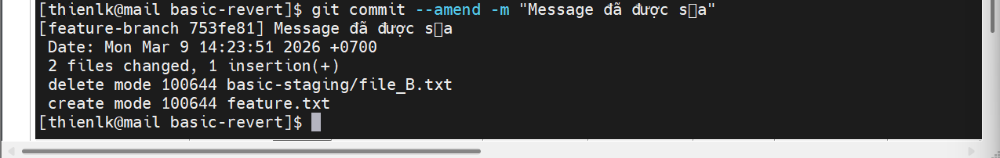 [thienlk@mail basic-revert]$ git commit --amend -m "Message đã được s▯a"
[feature-branch 753fe81] Message đã được s▯a
 Date: Mon Mar 9 14:23:51 2026 +0700
 2 files changed, 1 insertion(+)
 delete mode 100644 basic-staging/file_B.txt
 create mode 100644 feature.txt
[thienlk@mail basic-revert]$